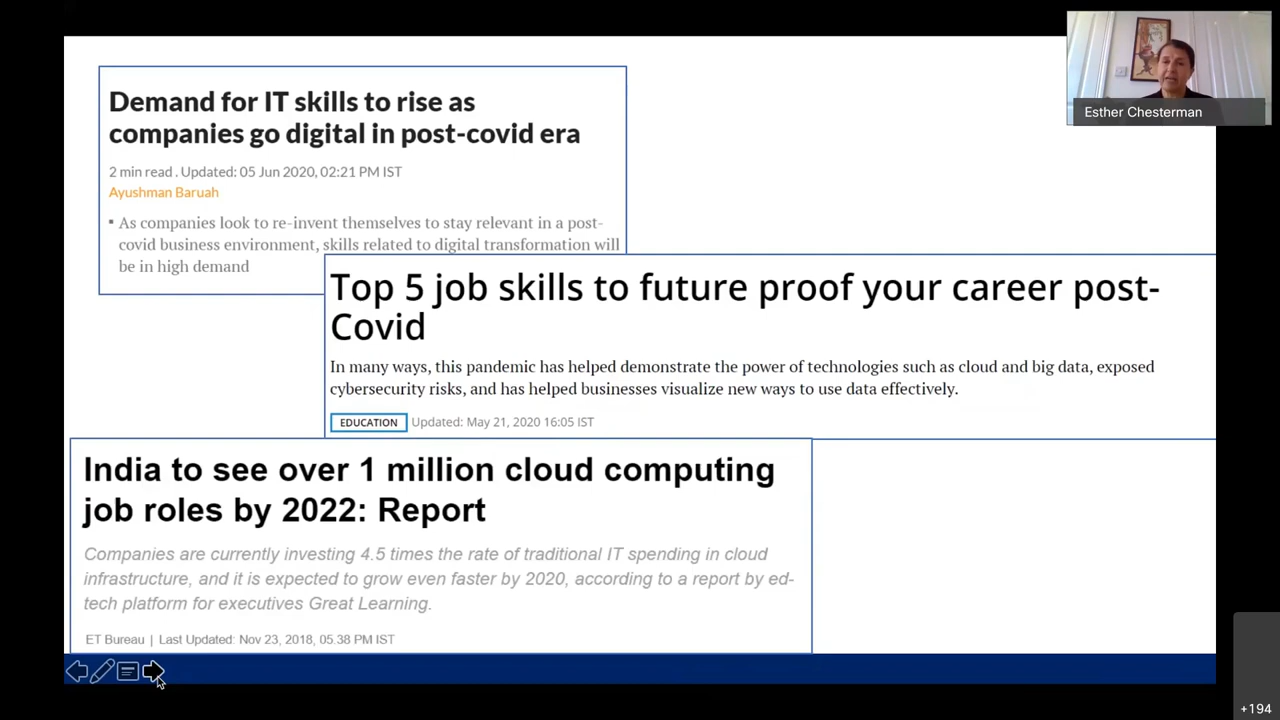 Esther Chesterman
Demand for IT skills to rise as
companies go digital in post-covid era
2 min read . Updated: 05 Jun 2020, 02:21 PM IST
Ayushman Baruah
▪ As companies look to re-invent themselves to stay relevant in a post-
covid business environment, skills related to digital transformation will
be in high demand
Top 5 job skills to future proof your career post-
Covid
In many ways, this pandemic has helped demonstrate the power of technologies such as cloud and big data, exposed
cybersecurity risks, and has helped businesses visualize new ways to use data effectively.
EDUCATION Updated: May 21, 2020 16:05 IST
India to see over 1 million cloud computing
job roles by 2022: Report
Companies are currently investing 4.5 times the rate of traditional IT spending in cloud
infrastructure, and it is expected to grow even faster by 2020, according to a report by ed-
tech platform for executives Great Learning.
ET Bureau | Last Updated: Nov 23, 2018, 05.38 PM IST
+194